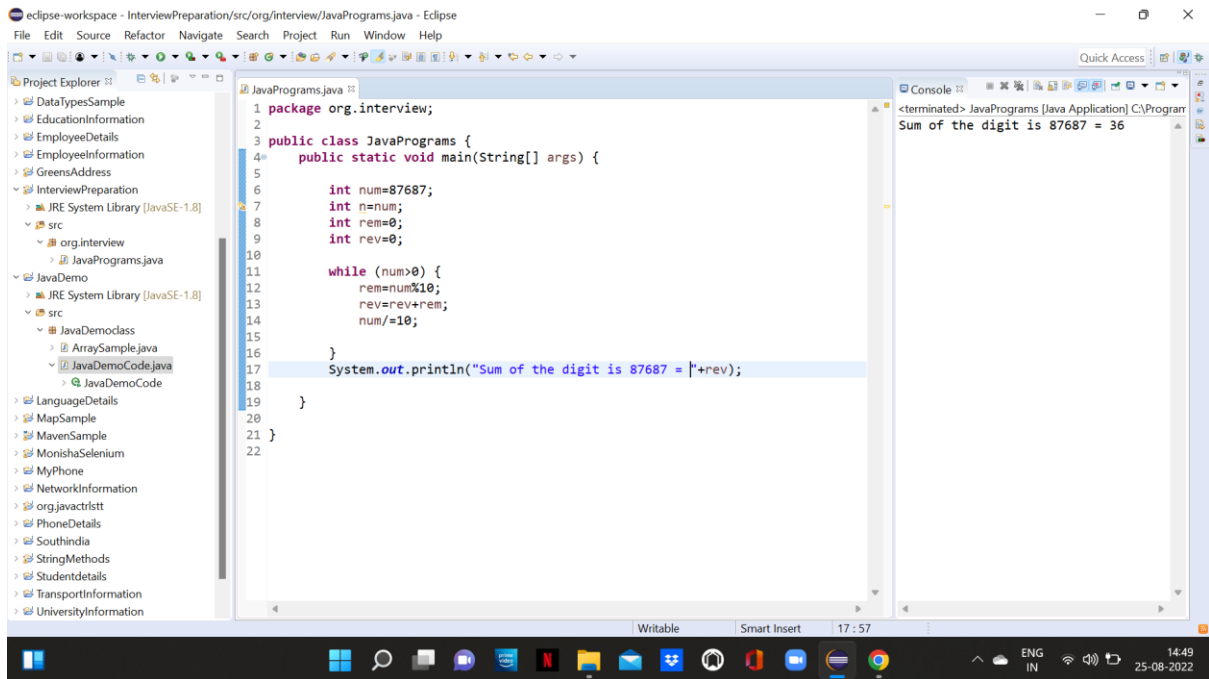 eclipse-workspace - InterviewPreparation/src/org/interview/JavaPrograms.java - Eclipse
File Edit Source Refactor Navigate Search Project Run Window Help
Quick Access
Project Explorer
DataTypesSample
EducationInformation
EmployeeDetails
EmployeeInformation
GreensAddress
InterviewPreparation
JRE System Library [JavaSE-1.8]
src
org.interview
JavaPrograms.java
JavaDemo
JRE System Library [JavaSE-1.8]
src
JavaDemoclass
ArraySample.java
JavaDemoCode.java
JavaDemoCode
LanguageDetails
MapSample
MavenSample
MonishaSelenium
MyPhone
NetworkInformation
org.javactrlstt
PhoneDetails
Southindia
StringMethods
Studentdetails
TransportInformation
UniversityInformation
JavaPrograms.java
1 package org.interview;
2
3 public class JavaPrograms {
4 public static void main(String[] args) {
5
6 int num=87687;
7 int n=num;
8 int rem=0;
9 int rev=0;
10
11 while (num>0) {
12 rem=num%10;
13 rev=rev+rem;
14 num/=10;
15
16 }
17 System.out.println("Sum of the digit is 87687 = "+rev);
18
19 }
20
21 }
22
Console
<terminated> JavaPrograms [Java Application] C:\Program
Sum of the digit is 87687 = 36
Writable Smart Insert 17 : 57
prime video
N
ENG
IN
14:49
25-08-2022